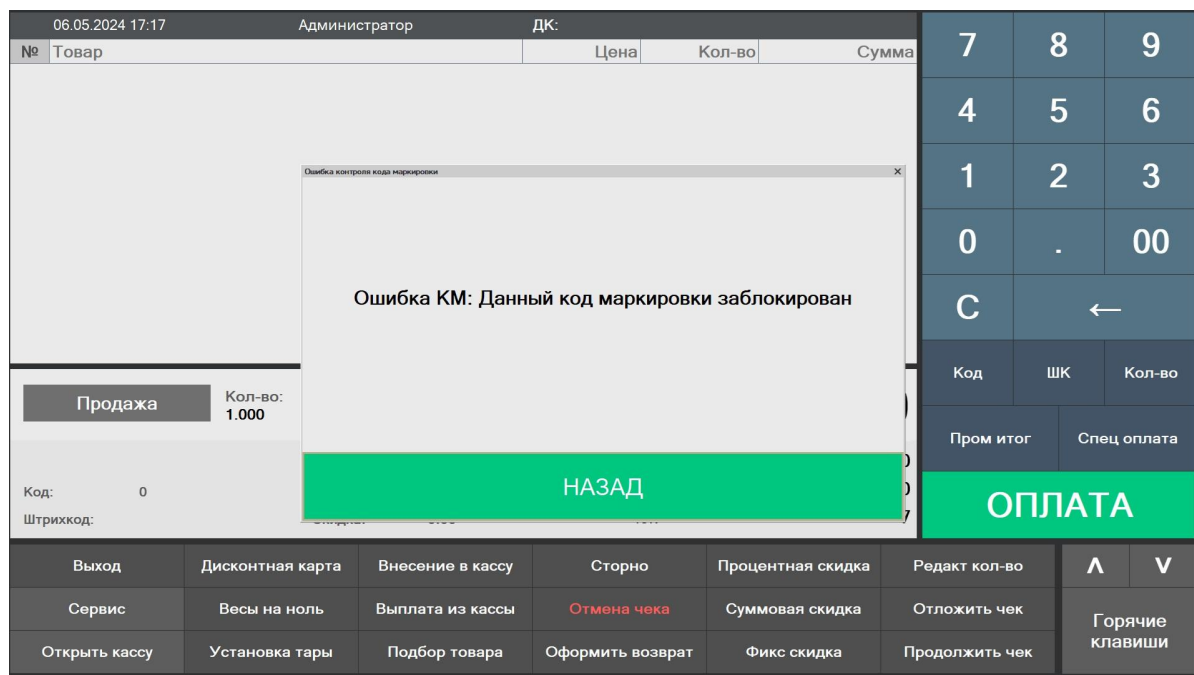 06.05.2024 17:17 Администратор ДК:
№ Товар Цена Кол-во Сумма
7 8 9
4 5 6
1 2 3
0 . 00
C ←
Код ШК Кол-во
Пром итог Спец оплата
ОПЛАТА
Ошибка контроля кода маркировки ×
Ошибка КМ: Данный код маркировки заблокирован
НАЗАД
Продажа Кол-во:
1.000
Код: 0
Штрихкод:
Выход Дисконтная карта Внесение в кассу Сторно Процентная скидка Редакт кол-во
Сервис Весы на ноль Выплата из кассы Отмена чека Суммовая скидка Отложить чек
Открыть кассу Установка тары Подбор товара Оформить возврат Фикс скидка Продолжить чек
Горячие
клавиши